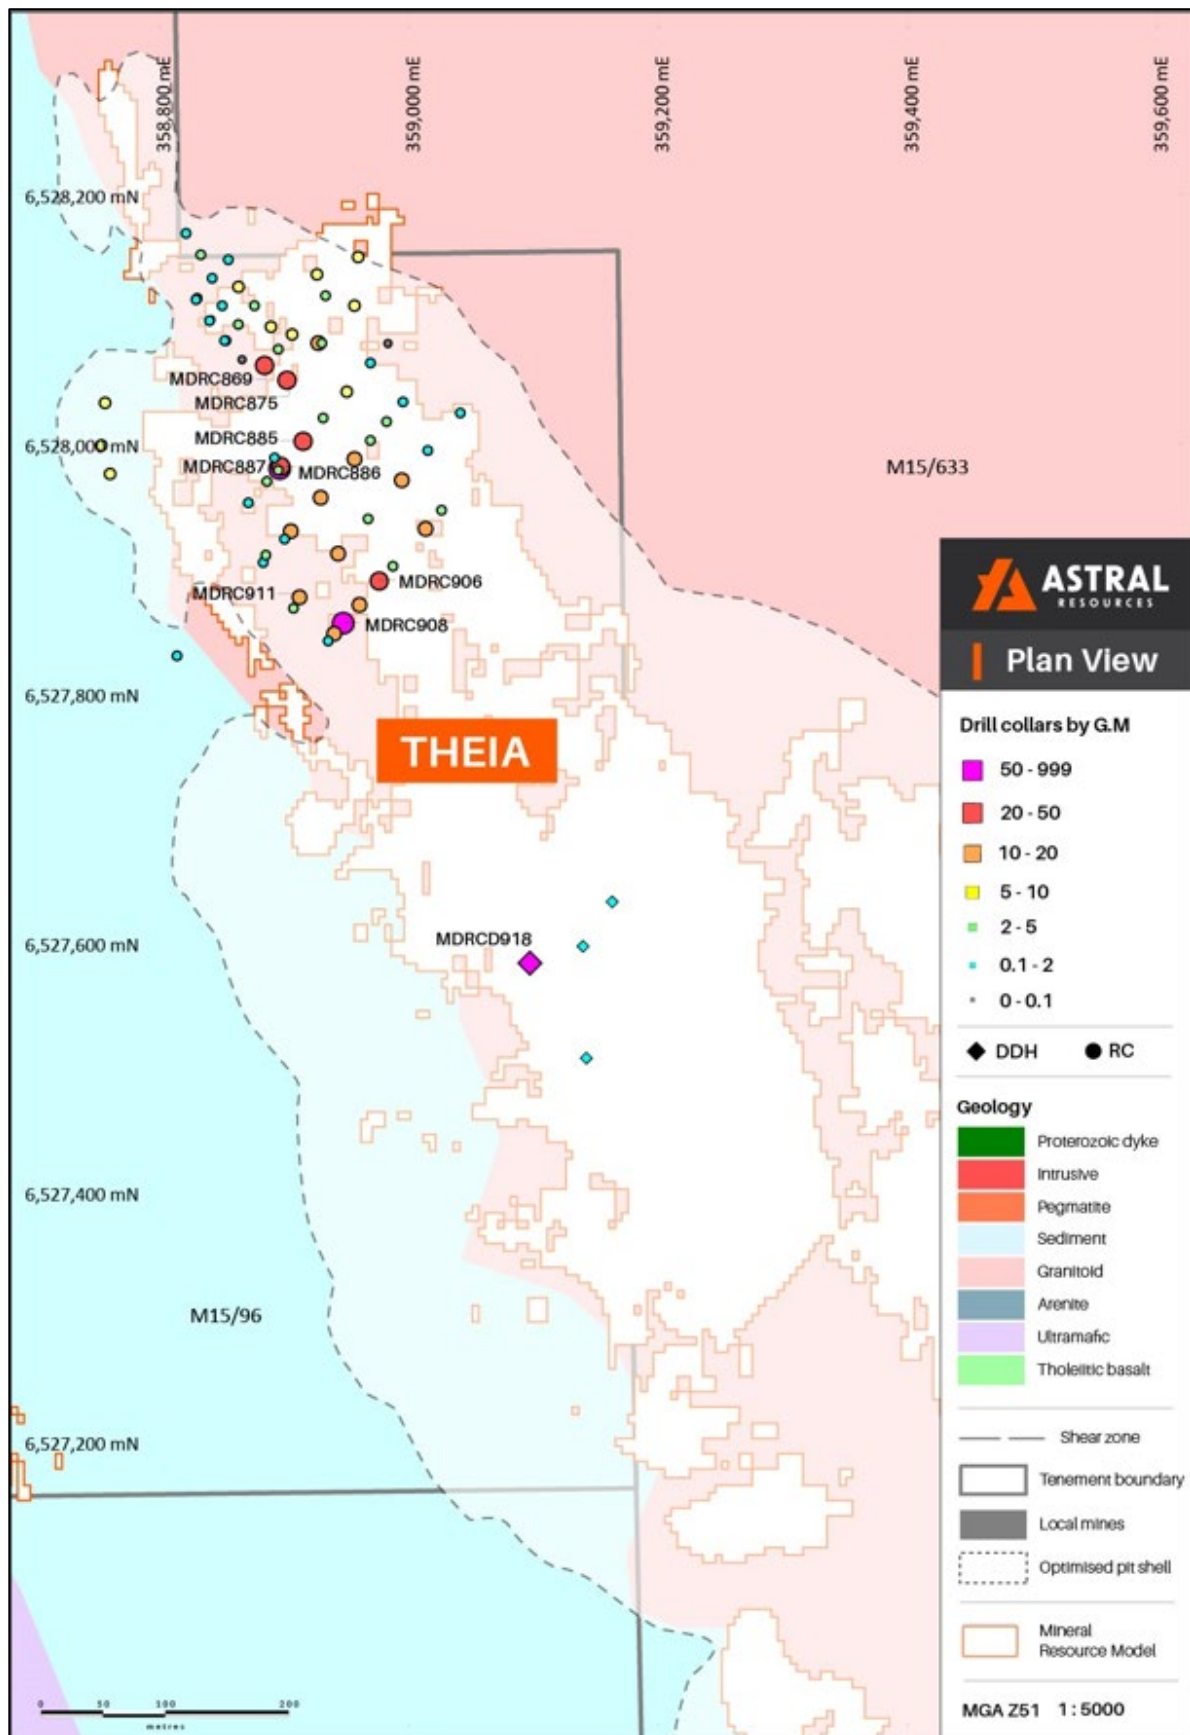 358,800 mE
359,000 mE
359,200 mE
359,400 mE
359,600 mE
6,528,200 mN
MDRC869
MDRC875
MDRC885
6,528,000 mN
MDRC887
MDRC886
M15/633
MDRC906
MDRC911
MDRC908
6,527,800 mN
THEIA
MDRCD918
6,527,600 mN
6,527,400 mN
M15/96
6,527,200 mN
0 50 100 200
metres
ASTRAL
RESOURCES
Plan View
Drill collars by G.M
50 - 999
20 - 50
10 - 20
5 - 10
2 - 5
0.1 - 2
0 - 0.1
DDH RC
Geology
Proterozoic dyke
Intrusive
Pegmatite
Sediment
Granitoid
Arenite
Ultramafic
Tholeiitic basalt
Shear zone
Tenement boundary
Local mines
Optimised pit shell
Mineral
Resource Model
MGA Z51 1 : 5000